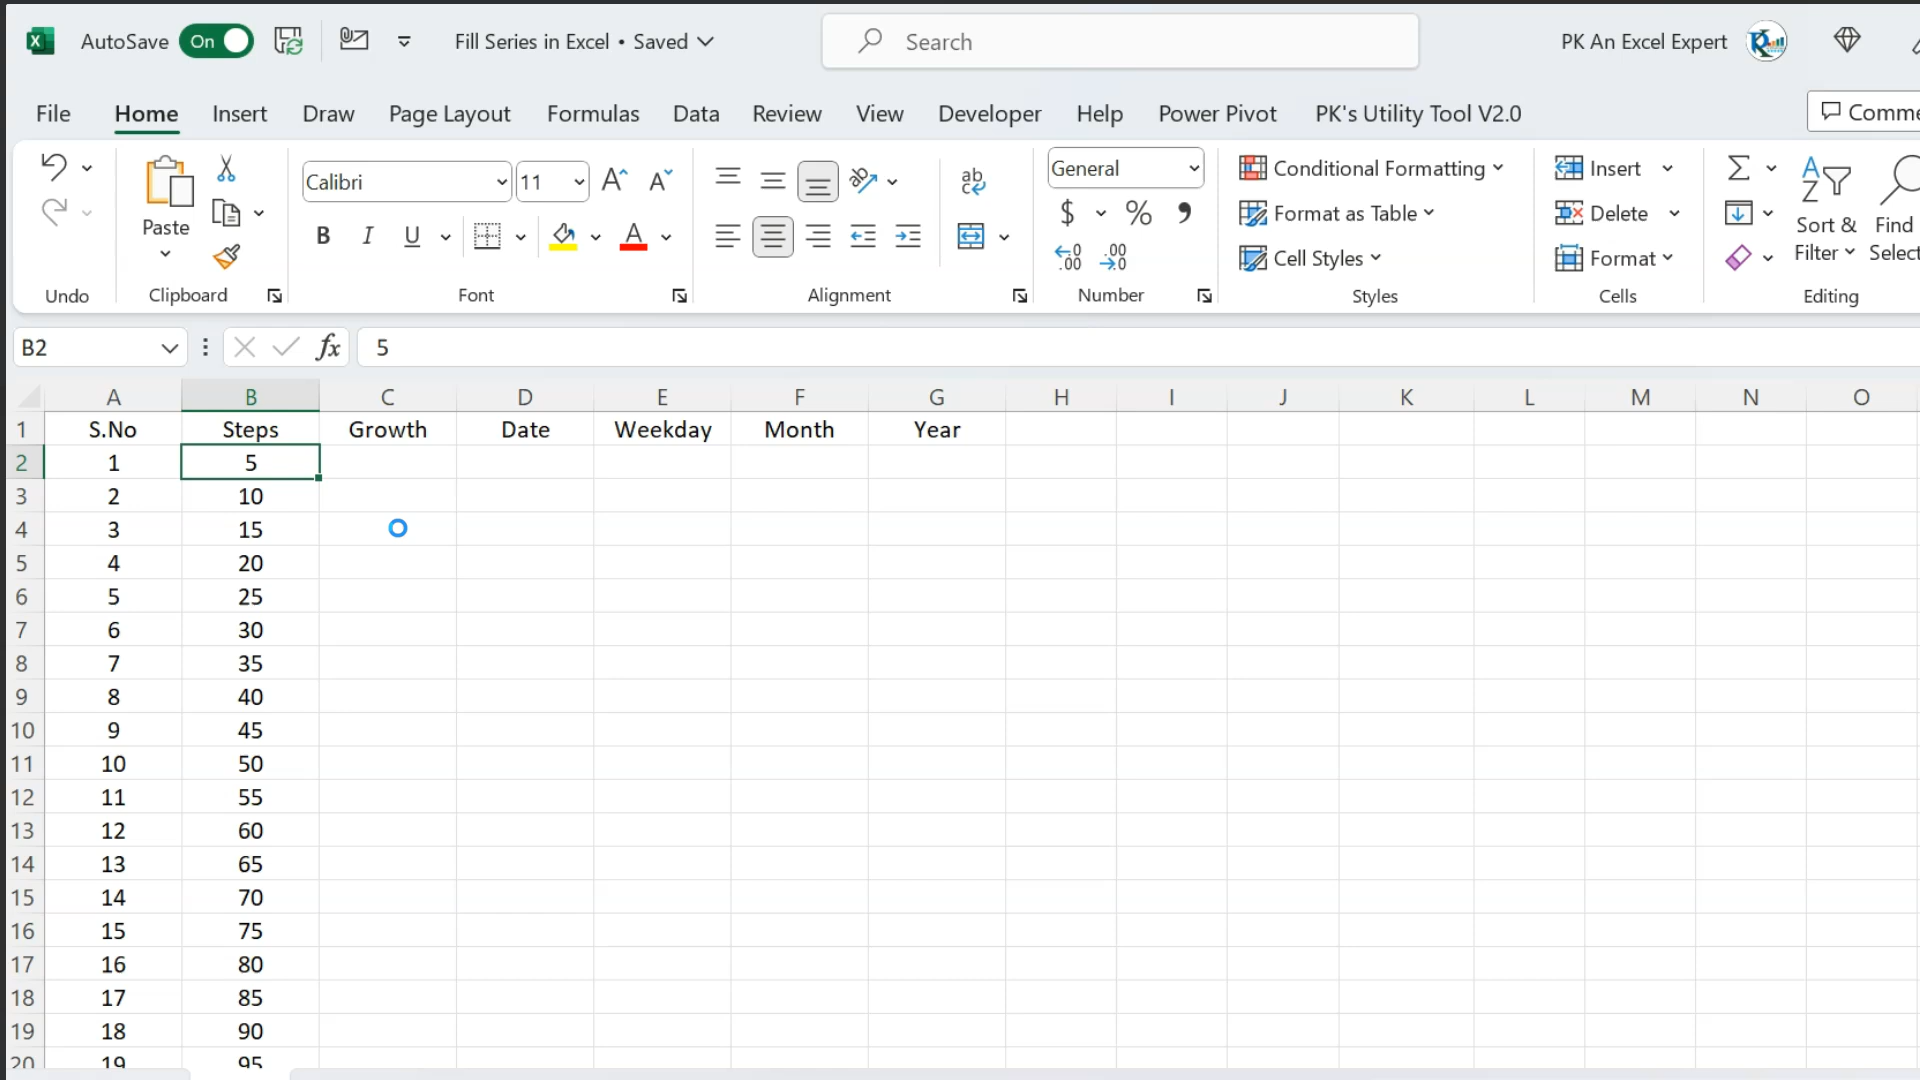 AutoSave On Fill Series in Excel • Saved Search PK An Excel Expert
File Home Insert Draw Page Layout Formulas Data Review View Developer Help Power Pivot PK's Utility Tool V2.0 Comme
Calibri 11 A A ab General Conditional Formatting Insert Σ A
$ % , Format as Table Delete Z
Paste Sort & Find
B I U A .00 .00 Cell Styles Format Filter Select
Undo Clipboard Font Alignment Number Styles Cells Editing
B2 fx 5
A B C D E F G H I J K L M N O
1 S.No Steps Growth Date Weekday Month Year
2 1 5
3 2 10
4 3 15
5 4 20
6 5 25
7 6 30
8 7 35
9 8 40
10 9 45
11 10 50
12 11 55
13 12 60
14 13 65
15 14 70
16 15 75
17 16 80
18 17 85
19 18 90
20 19 95